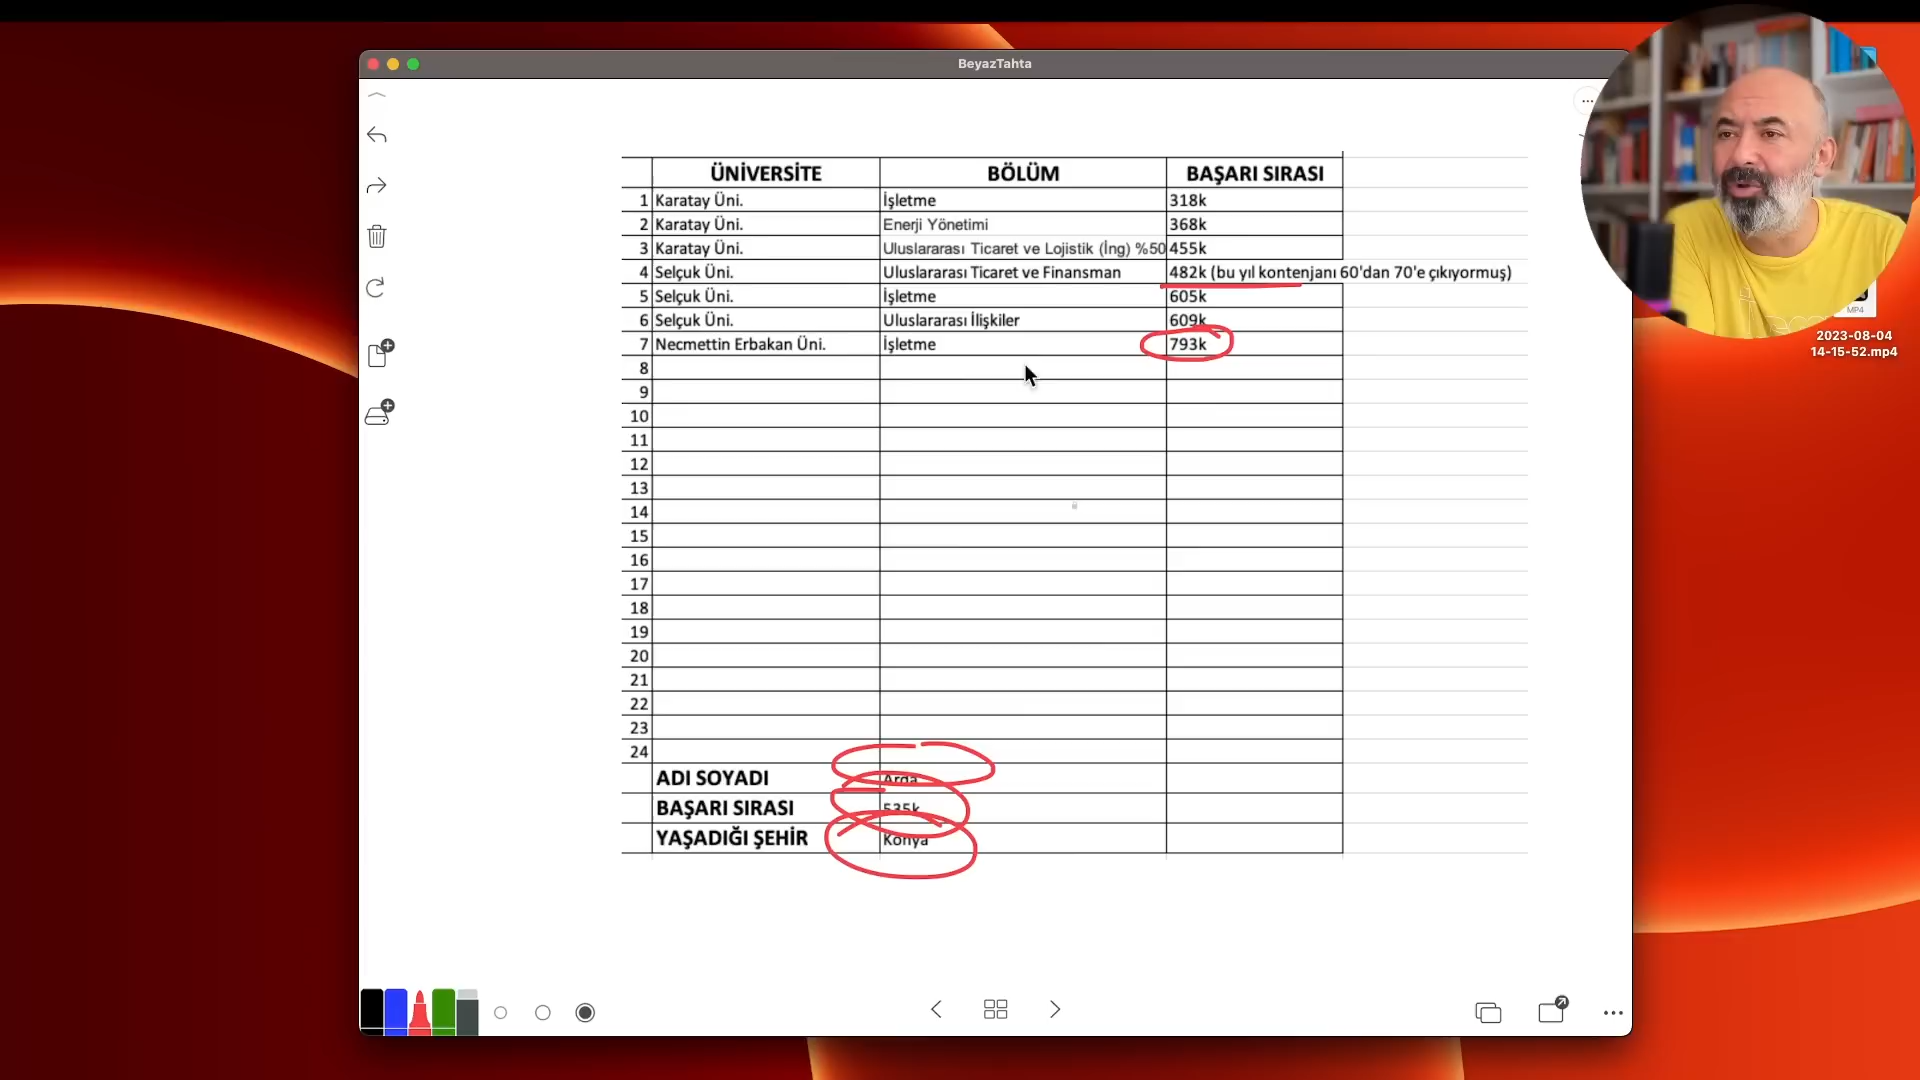 BeyazTahta
ÜNİVERSİTE BÖLÜM BAŞARI SIRASI
1 Karatay Üni. İşletme 318k
2 Karatay Üni. Enerji Yönetimi 368k
3 Karatay Üni. Uluslararası Ticaret ve Lojistik (İng) %50 455k
4 Selçuk Üni. Uluslararası Ticaret ve Finansman 482k (bu yıl kontenjanı 60'dan 70'e çıkıyormuş)
5 Selçuk Üni. İşletme 605k
6 Selçuk Üni. Uluslararası İlişkiler 609k
7 Necmettin Erbakan Üni. İşletme 793k
8
9
10
11
12
13
14
15
16
17
18
19
20
21
22
23
24
ADI SOYADI Arda
BAŞARI SIRASI 535k
YAŞADIĞI ŞEHİR Konya
MP4
2023-08-04
14-15-52.mp4